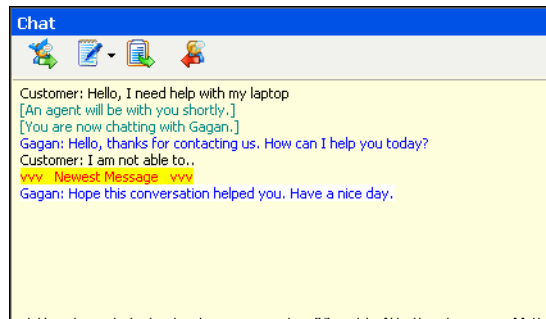 Chat
Customer: Hello, I need help with my laptop
[An agent will be with you shortly.]
[You are now chatting with Gagan.]
Gagan: Hello, thanks for contacting us. How can I help you today?
Customer: I am not able to..
vvv Newest Message vvv
Gagan: Hope this conversation helped you. Have a nice day.